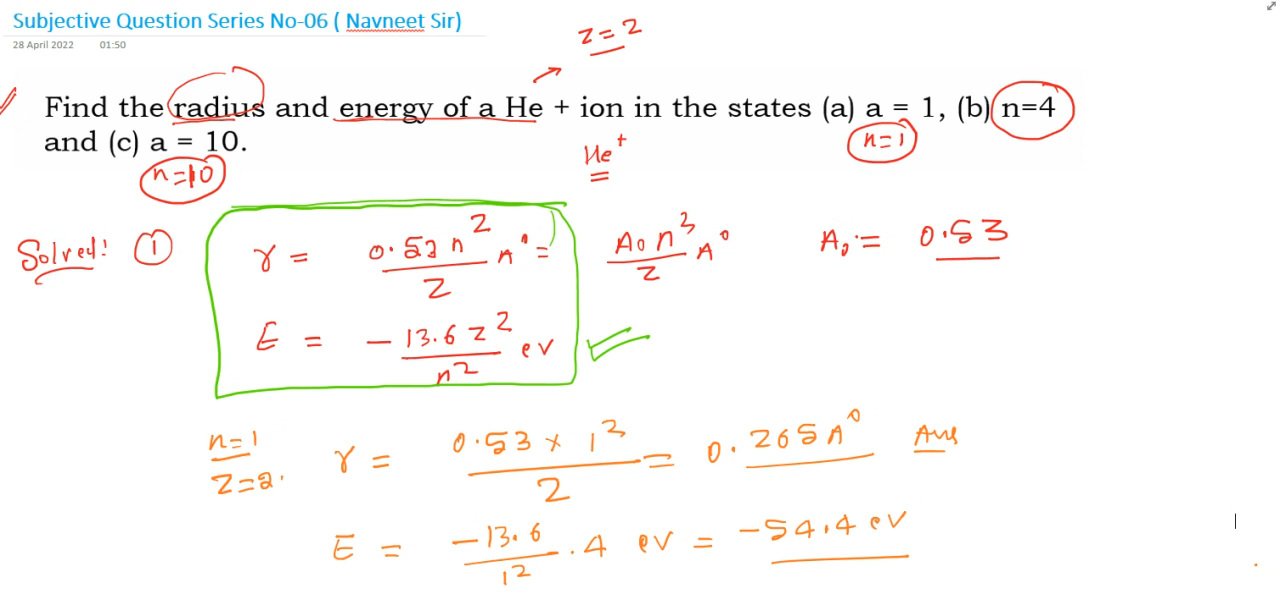 Subjective Question Series No-06 ( Navneet Sir)
28 April 2022 01:50
z=2
Find the radius and energy of a He + ion in the states (a) a = 1, (b) n=4
and (c) a = 10.
He⁺
n=1
n=10
Solved: ① r = 0.53 n² / Z A° = A₀ n² / Z A° A₀ = 0.53
E = - 13.6 z² / n² eV
n=1
Z=2.
r = 0.53 x 1² / 2 = 0.265 A° Ans
E = -13.6 / 1² . 4 eV = -54.4 eV